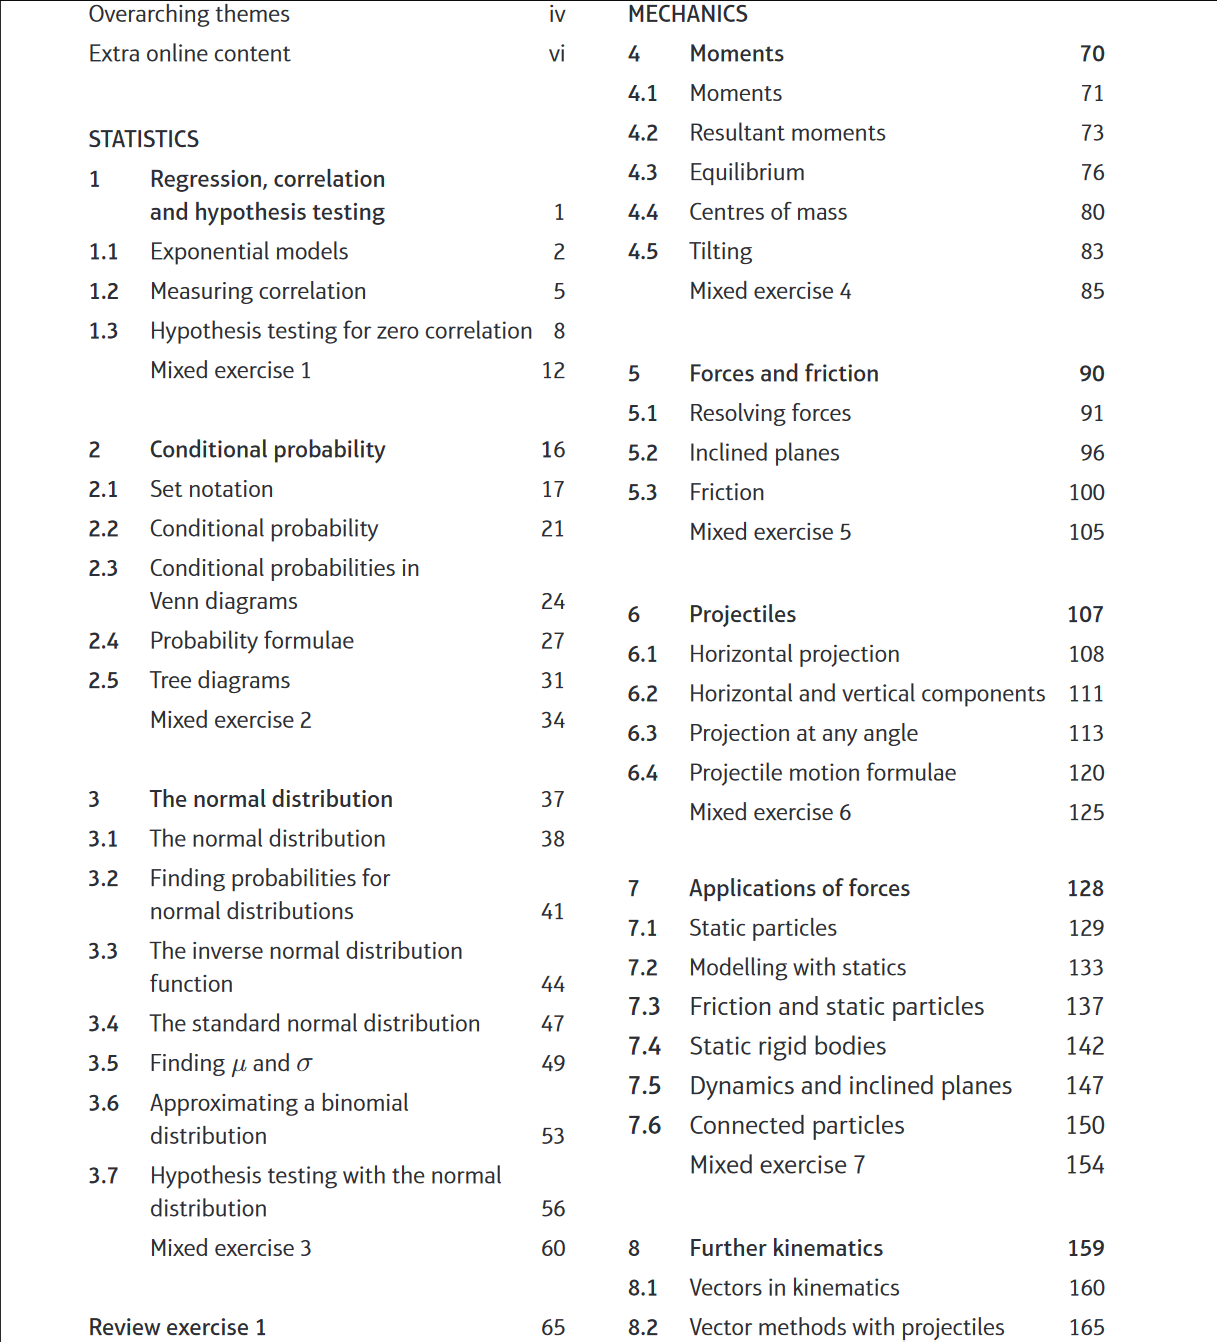 Overarching themes iv
Extra online content vi
STATISTICS
1 Regression, correlation
and hypothesis testing 1
1.1 Exponential models 2
1.2 Measuring correlation 5
1.3 Hypothesis testing for zero correlation 8
Mixed exercise 1 12
2 Conditional probability 16
2.1 Set notation 17
2.2 Conditional probability 21
2.3 Conditional probabilities in
Venn diagrams 24
2.4 Probability formulae 27
2.5 Tree diagrams 31
Mixed exercise 2 34
3 The normal distribution 37
3.1 The normal distribution 38
3.2 Finding probabilities for
normal distributions 41
3.3 The inverse normal distribution
function 44
3.4 The standard normal distribution 47
3.5 Finding μ and σ 49
3.6 Approximating a binomial
distribution 53
3.7 Hypothesis testing with the normal
distribution 56
Mixed exercise 3 60
Review exercise 1 65
MECHANICS
4 Moments 70
4.1 Moments 71
4.2 Resultant moments 73
4.3 Equilibrium 76
4.4 Centres of mass 80
4.5 Tilting 83
Mixed exercise 4 85
5 Forces and friction 90
5.1 Resolving forces 91
5.2 Inclined planes 96
5.3 Friction 100
Mixed exercise 5 105
6 Projectiles 107
6.1 Horizontal projection 108
6.2 Horizontal and vertical components 111
6.3 Projection at any angle 113
6.4 Projectile motion formulae 120
Mixed exercise 6 125
7 Applications of forces 128
7.1 Static particles 129
7.2 Modelling with statics 133
7.3 Friction and static particles 137
7.4 Static rigid bodies 142
7.5 Dynamics and inclined planes 147
7.6 Connected particles 150
Mixed exercise 7 154
8 Further kinematics 159
8.1 Vectors in kinematics 160
8.2 Vector methods with projectiles 165